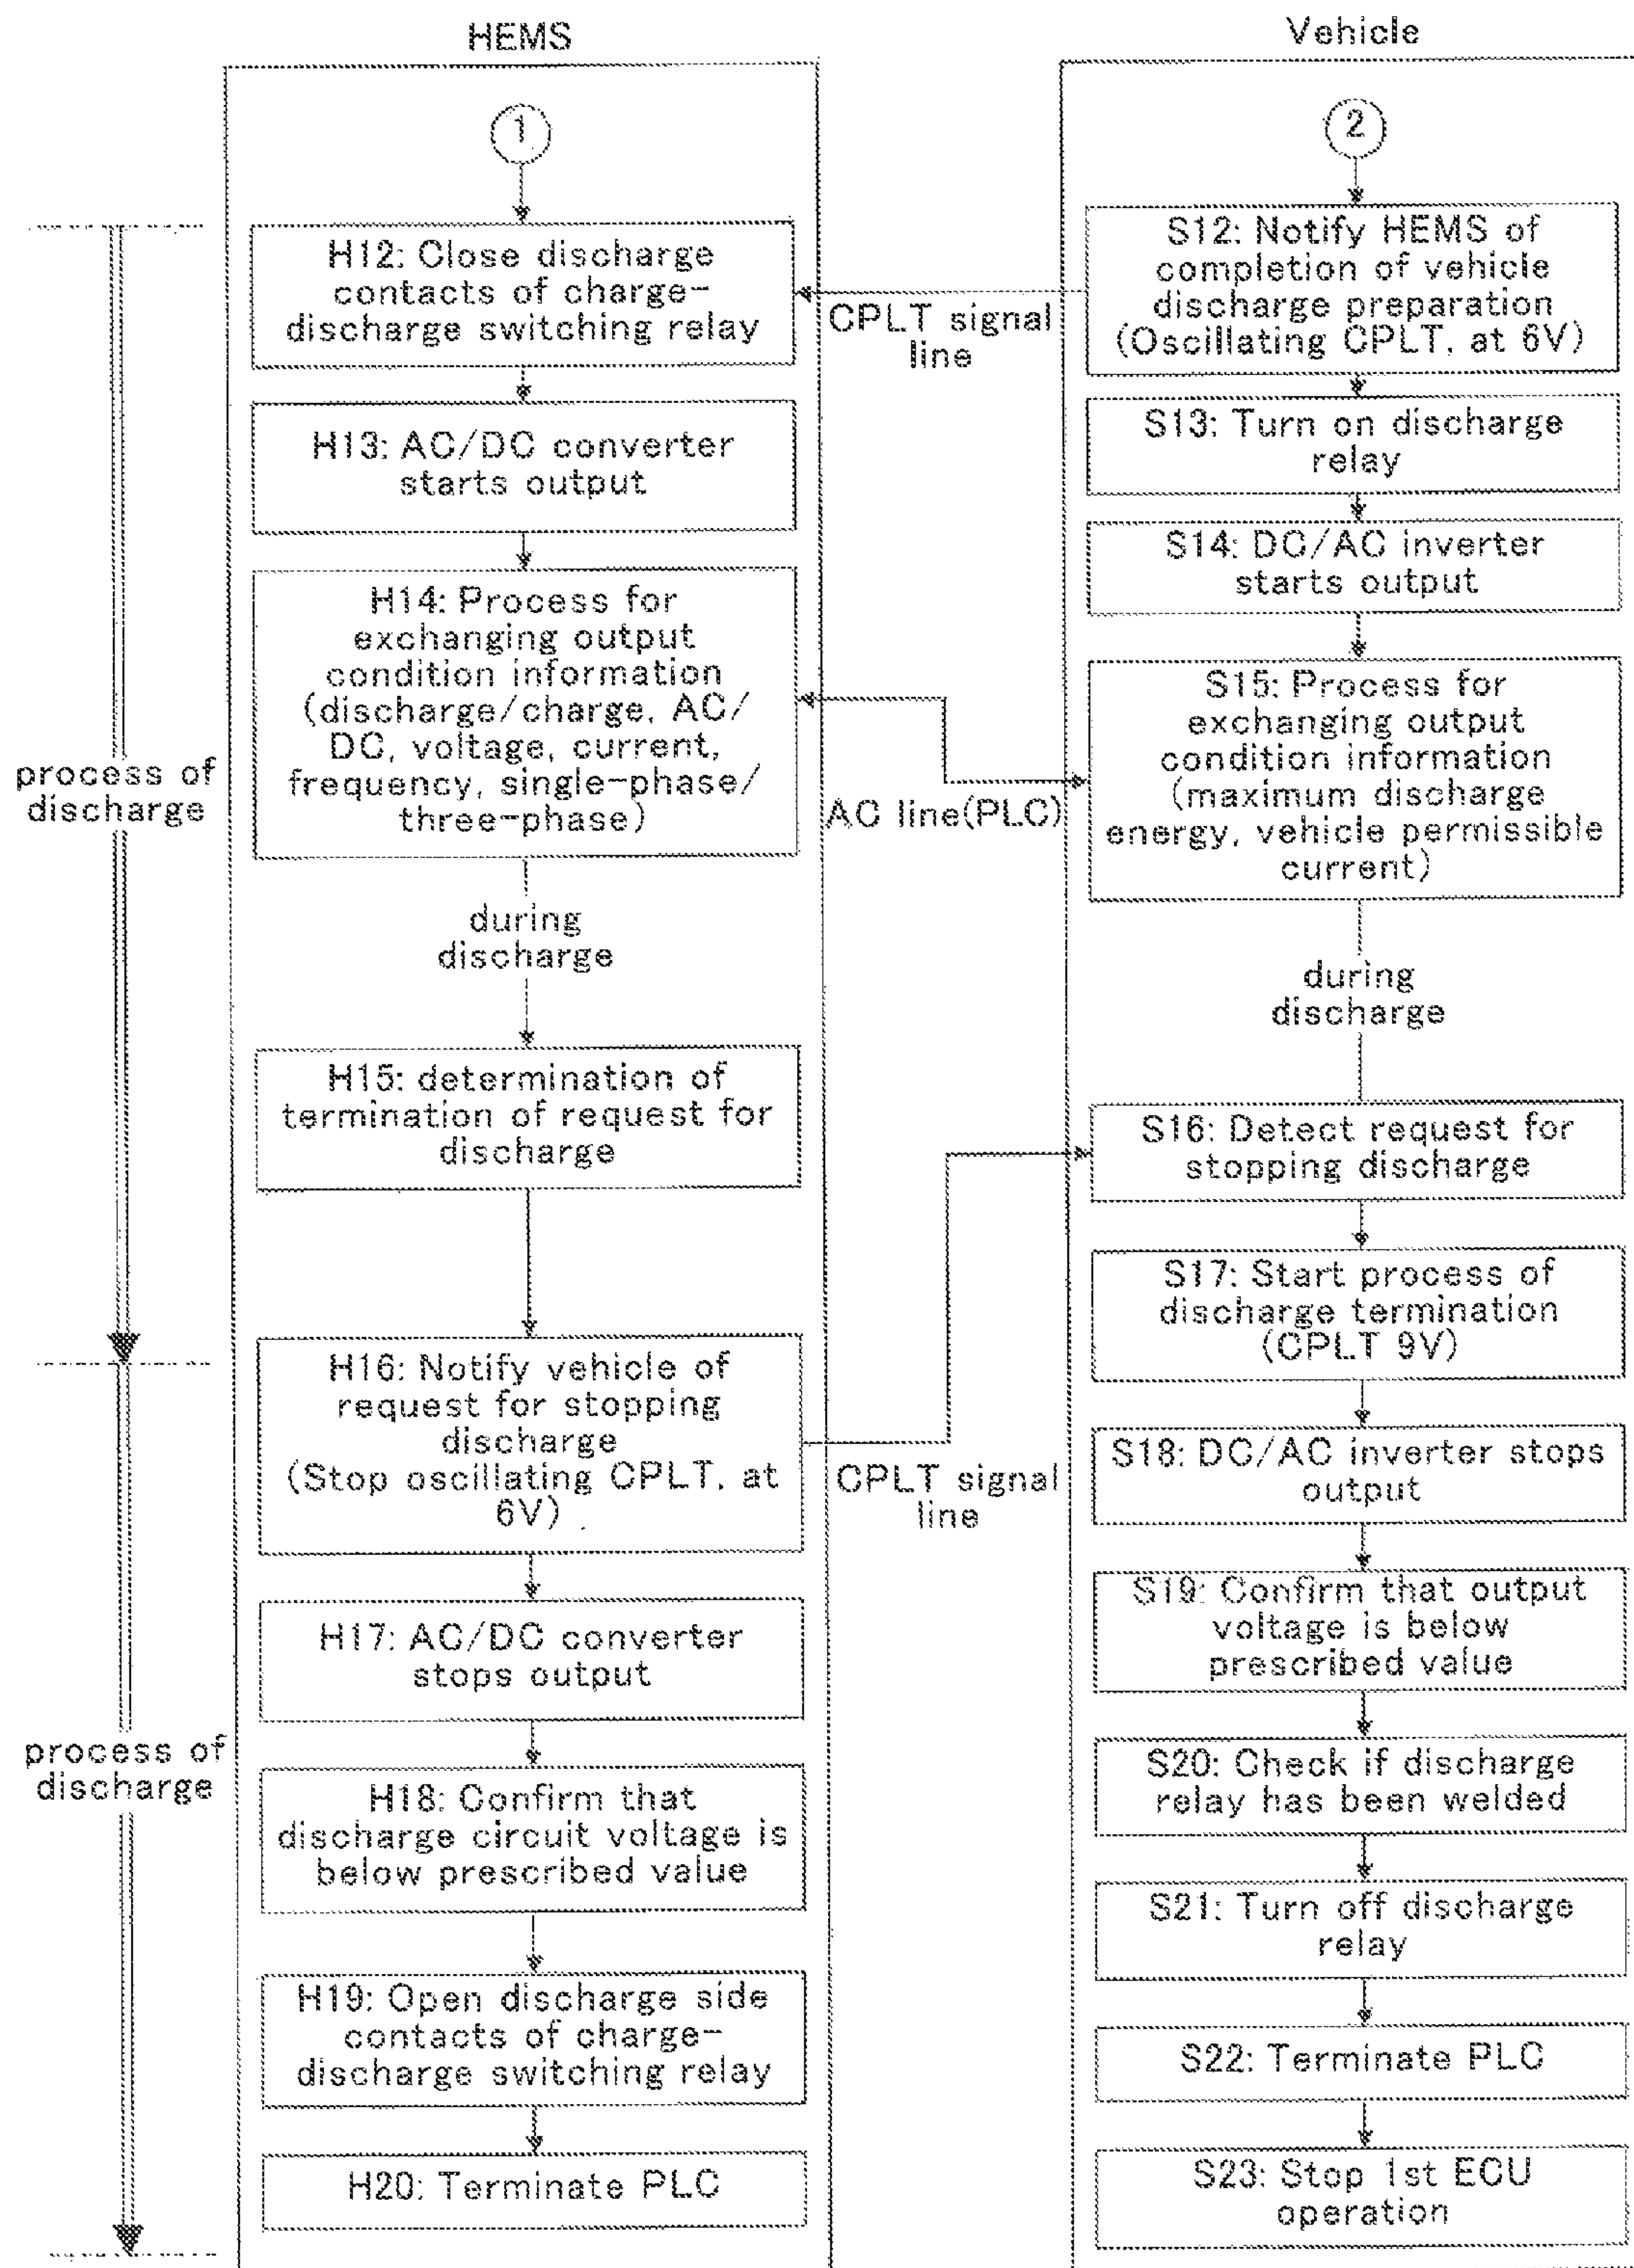 HEMS
Vehicle
1
2
H12: Close discharge
contacts of charge-
discharge switching relay
CPLT signal
line
S12: Notify HEMS of
completion of vehicle
discharge preparation
(Oscillating CPLT, at 6V)
H13: AC/DC converter
starts output
S13: Turn on discharge
relay
S14: DC/AC inverter
starts output
H14: Process for
exchanging output
condition information
(discharge/charge, AC/
DC, voltage, current,
frequency, single-phase/
three-phase)
AC line(PLC)
S15: Process for
exchanging output
condition information
(maximum discharge
energy, vehicle permissible
current)
process of
discharge
during
discharge
during
discharge
H15: determination of
termination of request for
discharge
S16: Detect request for
stopping discharge
S17: Start process of
discharge termination
(CPLT 9V)
H16: Notify vehicle of
request for stopping
discharge
(Stop oscillating CPLT, at
6V)
CPLT signal
line
S18: DC/AC inverter stops
output
H17: AC/DC converter
stops output
S19: Confirm that output
voltage is below
prescribed value
process of
discharge
H18: Confirm that
discharge circuit voltage is
below prescribed value
S20: Check if discharge
relay has been welded
S21: Turn off discharge
relay
H19: Open discharge side
contacts of charge-
discharge switching relay
S22: Terminate PLC
H20: Terminate PLC
S23: Stop 1st ECU
operation